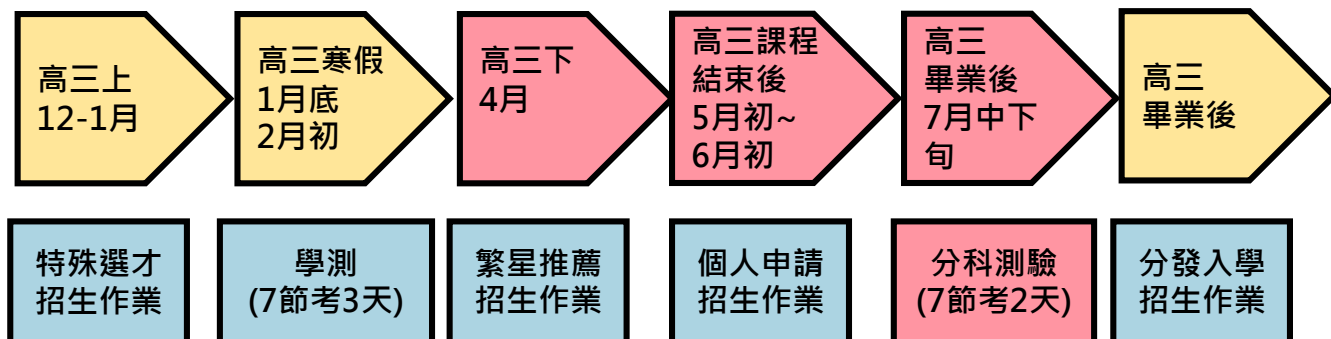 高三上
12-1月
高三寒假
1月底
2月初
高三下
4月
高三課程
結束後
5月初~
6月初
高三
畢業後
7月中下
旬
高三
畢業後
特殊選才
招生作業
學測
(7節考3天)
繁星推薦
招生作業
個人申請
招生作業
分科測驗
(7節考2天)
分發入學
招生作業